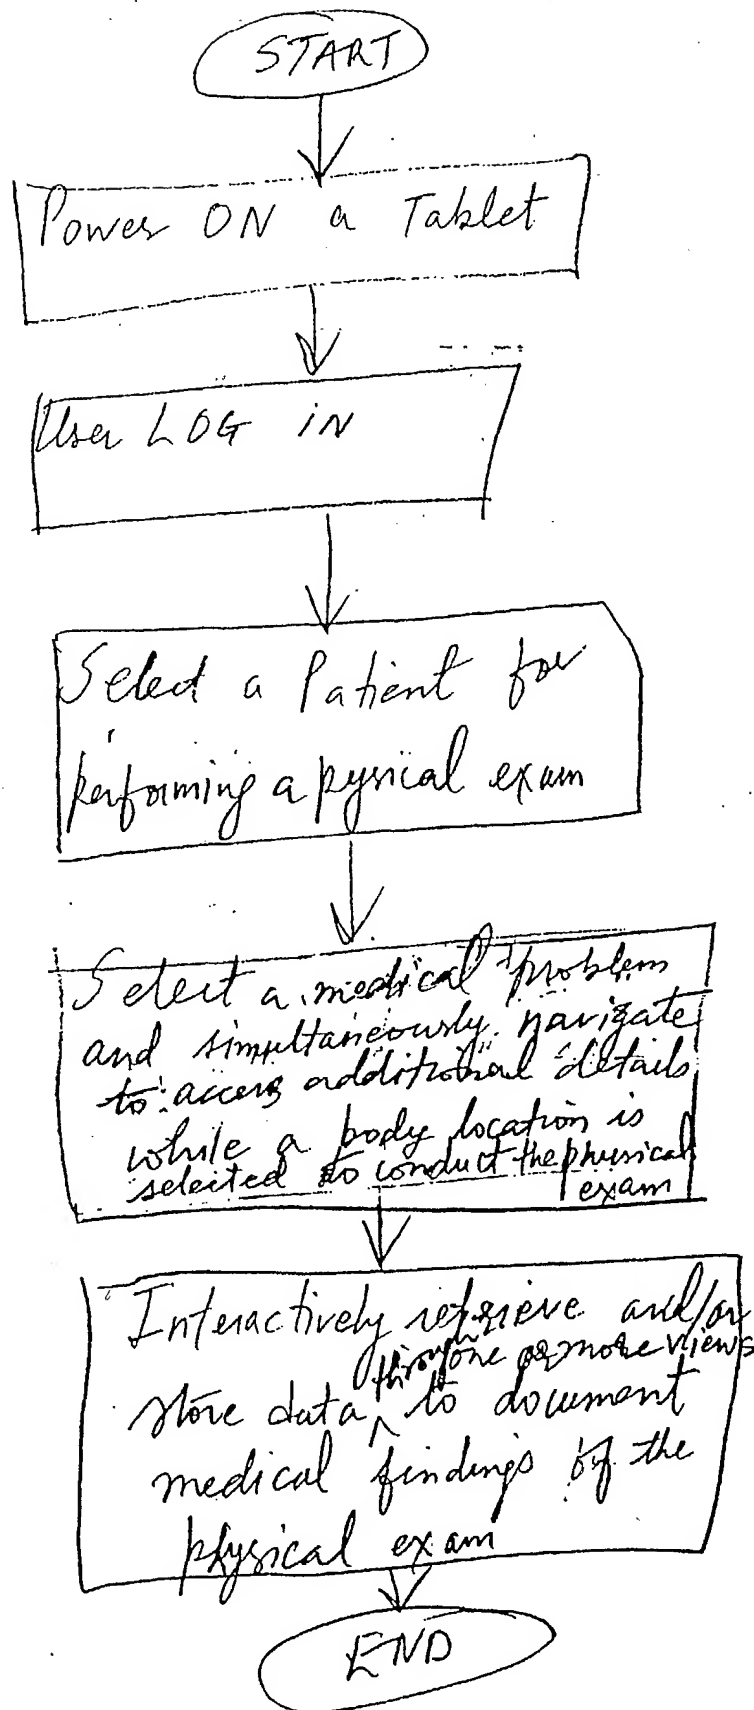 START
Power ON a Tablet
User LOG iN
Select a Patient for
performing a pysical exam
Select a medical problem
and simultaneously navigate
to access additional details
while a body location is
selected to conduct the physical
exam
Interactively retrieve and/or
through one or more views
store data ^ to document
medical findings of the
physical exam
END